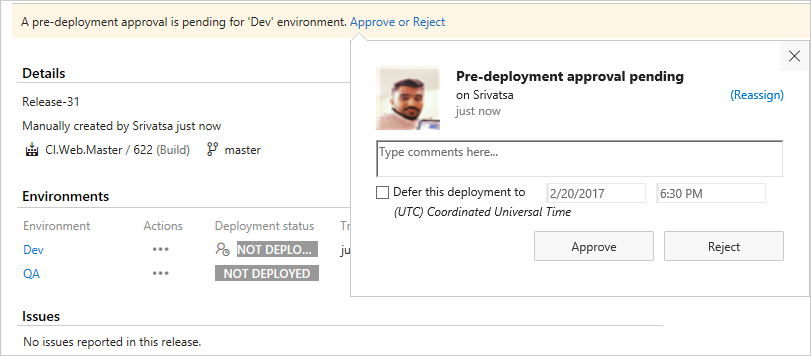 A pre-deployment approval is pending for 'Dev' environment. Approve or Reject
Details
Release-31
Manually created by Srivatsa just now
CI.Web.Master / 622 (Build) master
Environments
Environment Actions Deployment status
Dev ••• NOT DEPLO... ju
QA ••• NOT DEPLOYED
Issues
No issues reported in this release.
Pre-deployment approval pending
on Srivatsa (Reassign)
just now
Type comments here...
Defer this deployment to 2/20/2017 6:30 PM
(UTC) Coordinated Universal Time
Approve Reject